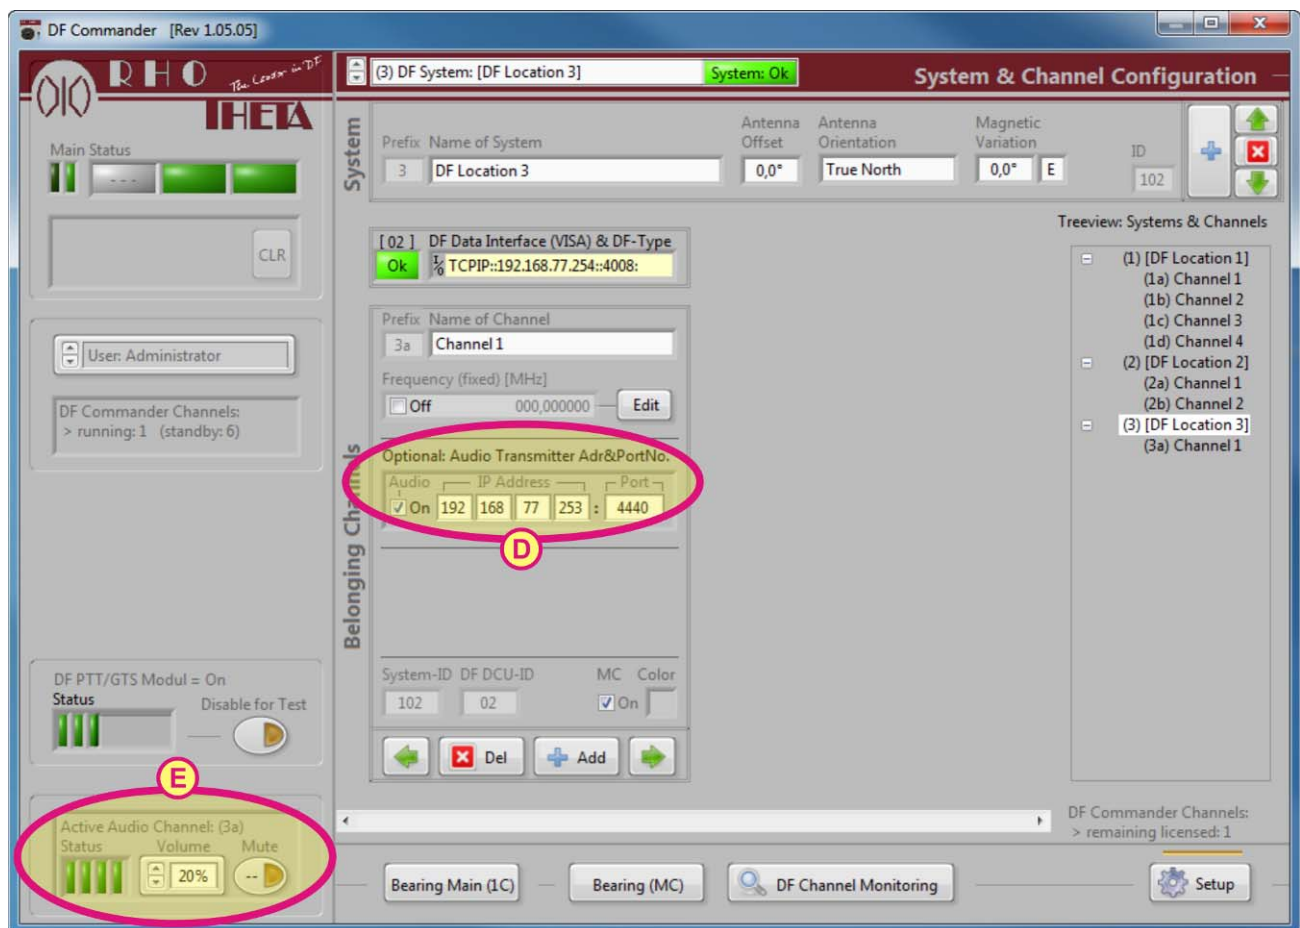 DF Commander [Rev 1.05.05]
RHO
The Leader in DF
THETA
(3) DF System: [DF Location 3]
System: Ok
System & Channel Configuration
Main Status
- - -
CLR
User: Administrator
DF Commander Channels:
> running: 1 (standby: 6)
DF PTT/GTS Modul = On
Status
Disable for Test
E
Active Audio Channel: (3a)
Status Volume Mute
20% --
System
Prefix Name of System
Antenna Offset
Antenna Orientation
Magnetic Variation
ID
3 DF Location 3 0,0° True North 0,0° E 102
Belonging Channels
[ 02 ] DF Data Interface (VISA) & DF-Type
Ok I/0 TCPIP::192.168.77.254::4008:
Prefix Name of Channel
3a Channel 1
Frequency (fixed) [MHz]
Off 000,000000 Edit
Optional: Audio Transmitter Adr&PortNo.
Audio IP Address Port
On 192 168 77 253 : 4440
D
System-ID DF DCU-ID MC Color
102 02 On
Del Add
Treeview: Systems & Channels
(1) [DF Location 1]
(1a) Channel 1
(1b) Channel 2
(1c) Channel 3
(1d) Channel 4
(2) [DF Location 2]
(2a) Channel 1
(2b) Channel 2
(3) [DF Location 3]
(3a) Channel 1
DF Commander Channels:
> remaining licensed: 1
Bearing Main (1C) Bearing (MC) DF Channel Monitoring Setup